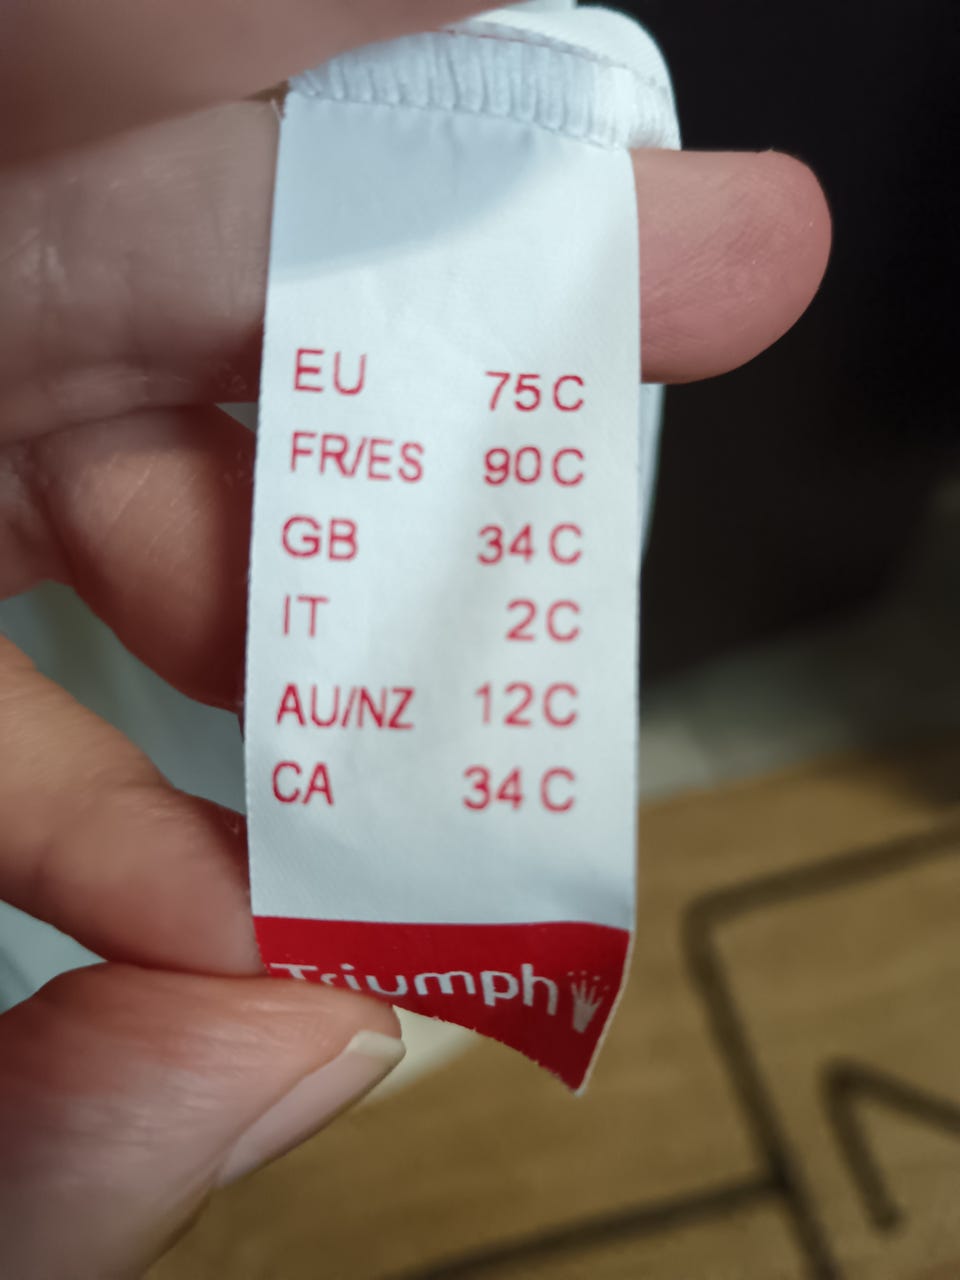 EU 75 C
FR/ES 90 C
GB 34 C
IT 2 C
AU/NZ 12 C
CA 34 C
Triumph